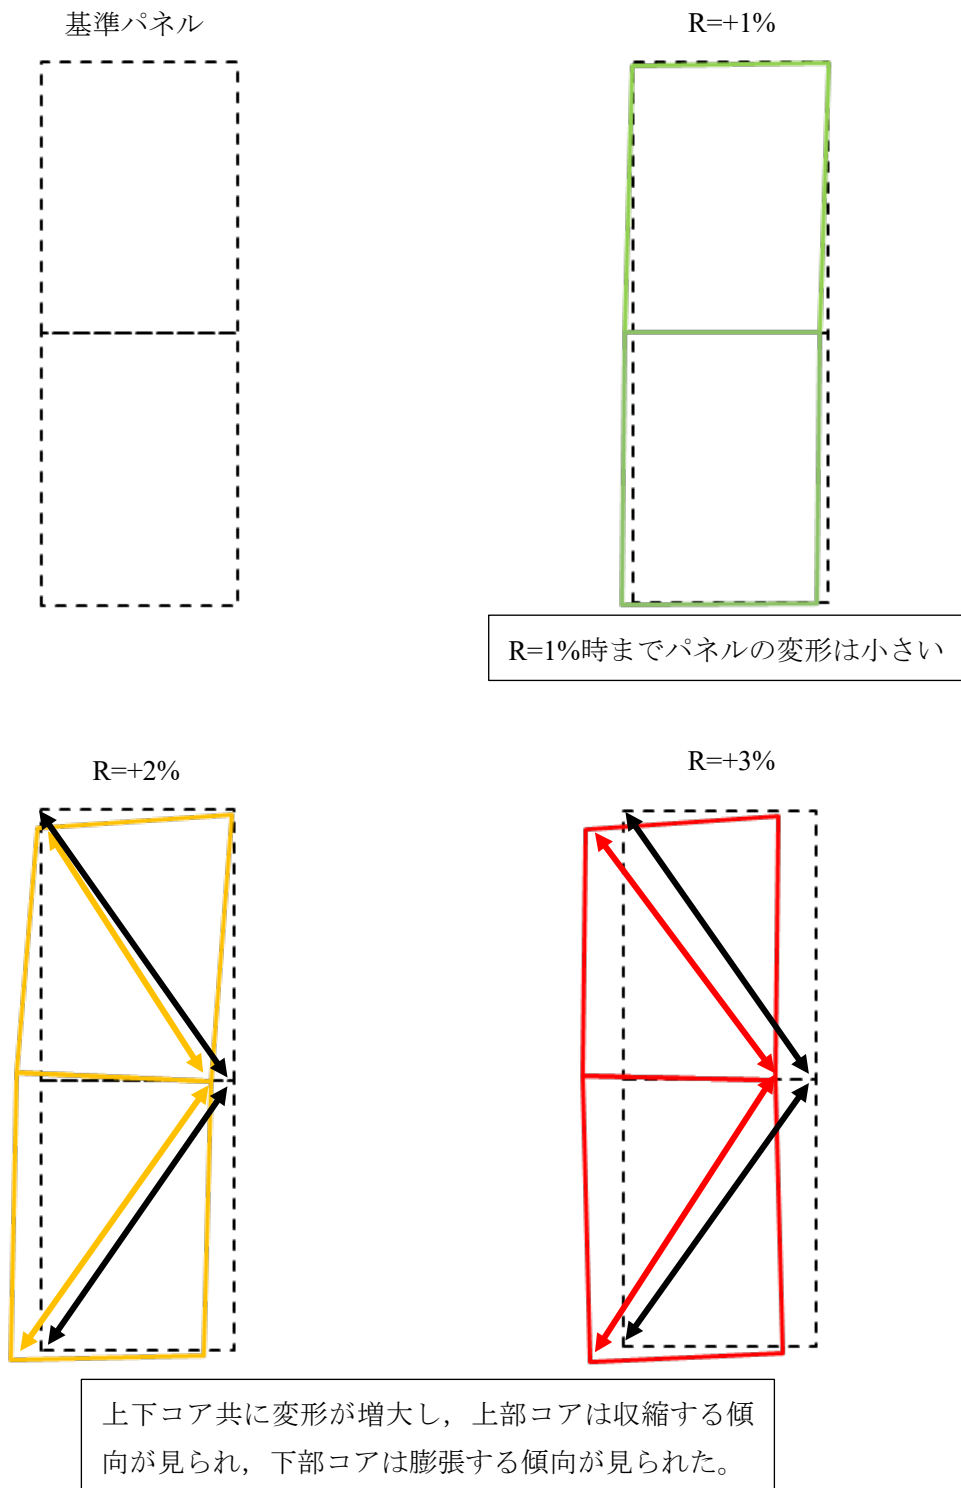 基準パネル
R=+1%
R=1%時までパネルの変形は小さい
R=+2%
R=+3%
上下コア共に変形が増大し，上部コアは収縮する傾
向が見られ，下部コアは膨張する傾向が見られた。